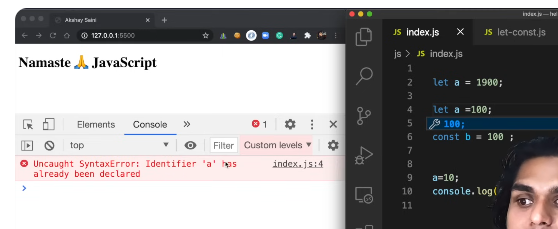 Akshay Saini
127.0.0.1:5500
Namaste 🙏 JavaScript
Elements Console » 1
top Filter Custom levels ▼
Uncaught SyntaxError: Identifier 'a' has already been declared index.js:4
index.js
JS index.js JS let-const.js
js > JS index.js
1
2 let a = 1900;
3
4 let a =100;
5 100;
6 const b = 100 ;
7
8
9 a=10;
10 console.log(
11